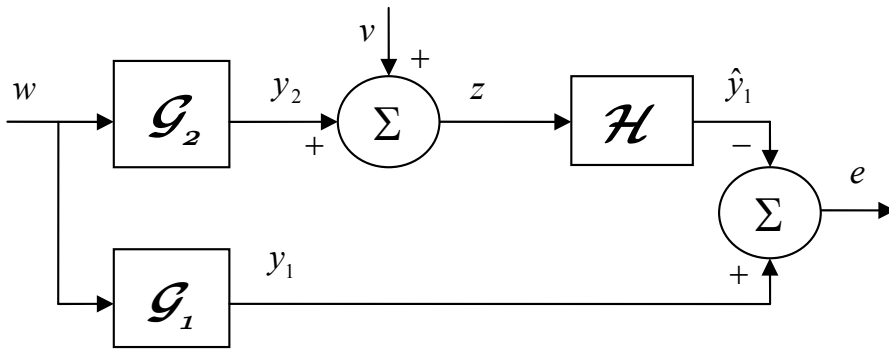 v
+
w
𝒢₂
y₂
+
Σ
z
ℋ
ŷ₁
−
Σ
e
𝒢₁
y₁
+